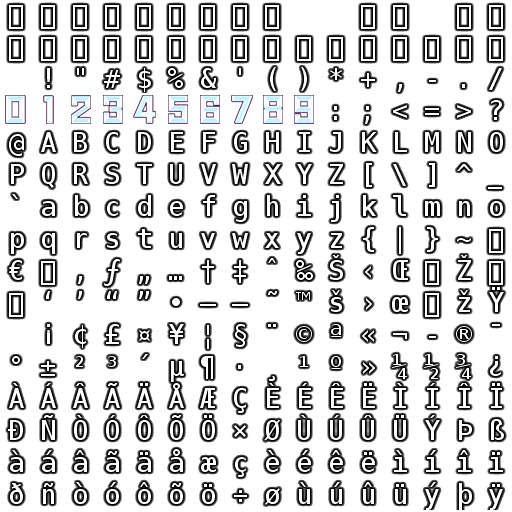 ! " # $ % & ' ( ) * + , - . /
0 1 2 3 4 5 6 7 8 9 : ; < = > ?
@ A B C D E F G H I J K L M N O
P Q R S T U V W X Y Z [ \ ] ^ _
` a b c d e f g h i j k l m n o
p q r s t u v w x y z { | } ~
€ ‚ ƒ „ … † ‡ ˆ ‰ Š ‹ Œ Ž
‘ ’ “ ” • – — ˜ ™ Š › œ ž Ÿ
¡ ¢ £ ¤ ¥ ¦ § ¨ © ª « ¬ - ® ¯
° ± ² ³ ´ µ ¶ · ¸ ¹ º » ¼ ½ ¾ ¿
À Á Â Ã Ä Å Æ Ç È É Ê Ë Ì Í Î Ï
Ð Ñ Ò Ó Ô Õ Ö × Ø Ù Ú Û Ü Ý Þ ß
à á â ã ä å æ ç è é ê ë ì í î ï
ð ñ ò ó ô õ ö ÷ ø ù ú û ü ý þ ÿ